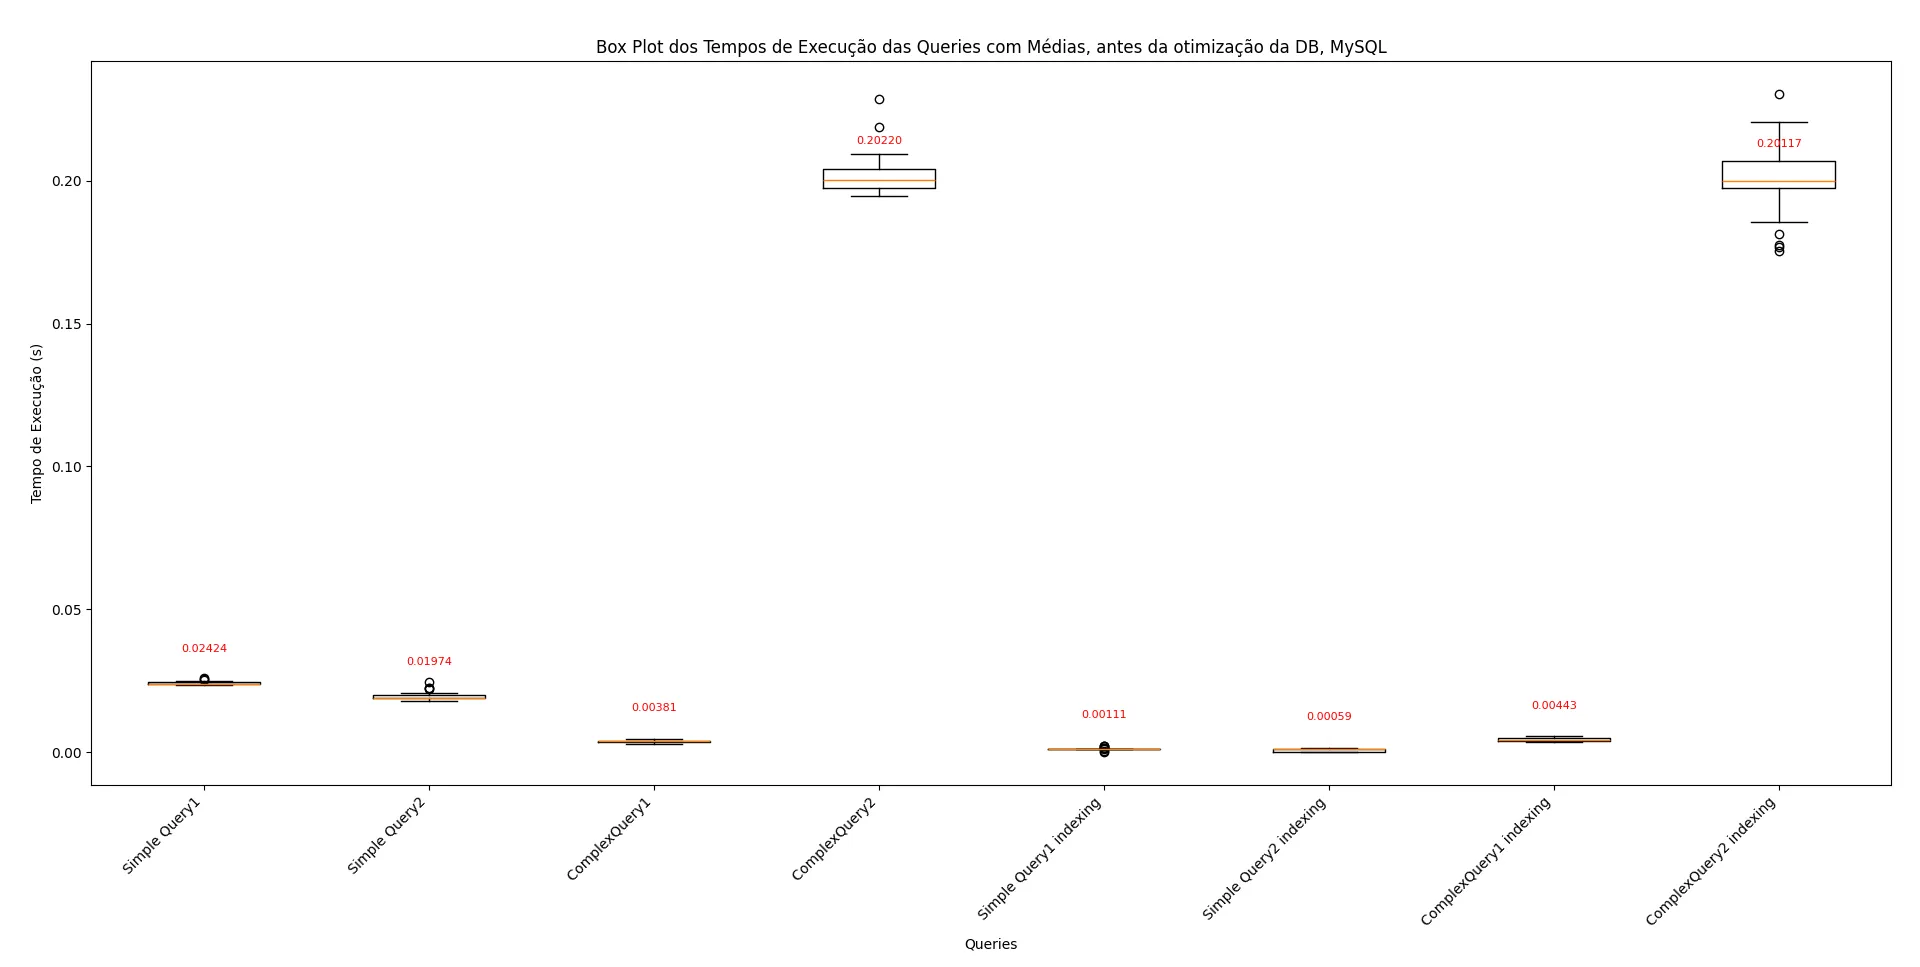 Box Plot dos Tempos de Execução das Queries com Médias, antes da otimização da DB, MySQL
Tempo de Execução (s)
0.20
0.15
0.10
0.05
0.00
0.02424
0.01974
0.00381
0.20220
0.00111
0.00059
0.00443
0.20117
Simple Query1
Simple Query2
ComplexQuery1
ComplexQuery2
Simple Query1 indexing
Simple Query2 indexing
ComplexQuery1 indexing
ComplexQuery2 indexing
Queries